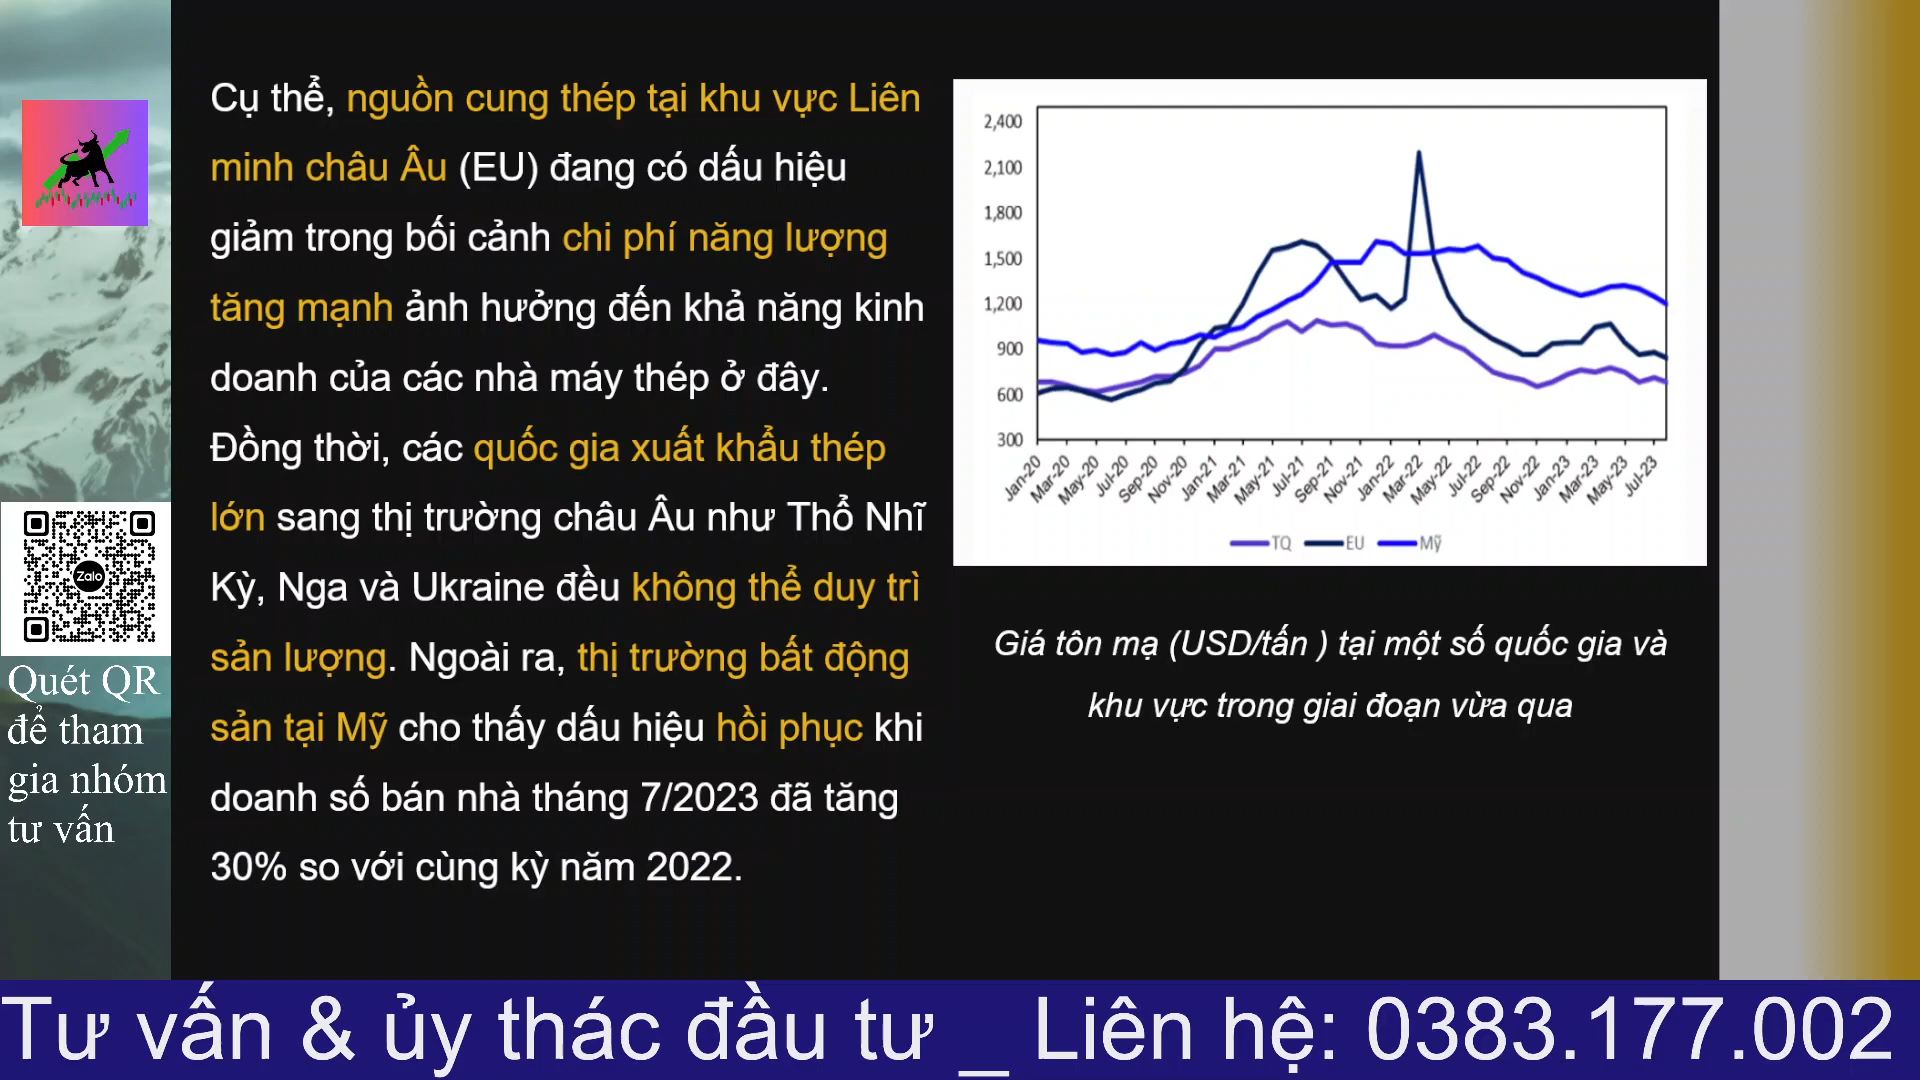 Cụ thể, nguồn cung thép tại khu vực Liên
minh châu Âu (EU) đang có dấu hiệu
giảm trong bối cảnh chi phí năng lượng
tăng mạnh ảnh hưởng đến khả năng kinh
doanh của các nhà máy thép ở đây.
Đồng thời, các quốc gia xuất khẩu thép
lớn sang thị trường châu Âu như Thổ Nhĩ
Kỳ, Nga và Ukraine đều không thể duy trì
sản lượng. Ngoài ra, thị trường bất động
sản tại Mỹ cho thấy dấu hiệu hồi phục khi
doanh số bán nhà tháng 7/2023 đã tăng
30% so với cùng kỳ năm 2022.
2,400
2,100
1,800
1,500
1,200
900
600
300
Jan-20 Mar-20 May-20 Jul-20 Sep-20 Nov-20 Jan-21 Mar-21 May-21 Jul-21 Sep-21 Nov-21 Jan-22 Mar-22 May-22 Jul-22 Sep-22 Nov-22 Jan-23 Mar-23 May-23 Jul-23
TQ EU Mỹ
Giá tôn mạ (USD/tấn ) tại một số quốc gia và
khu vực trong giai đoạn vừa qua
Zalo
Quét QR
để tham
gia nhóm
tư vấn
Tư vấn & ủy thác đầu tư _ Liên hệ: 0383.177.002